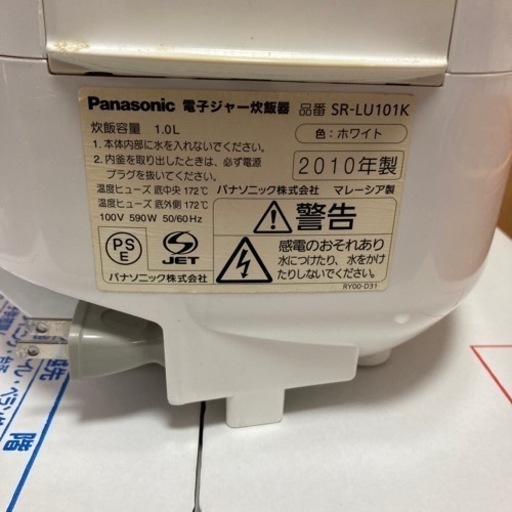 Panasonic 電子ジャー炊飯器 品番 SR-LU101K
炊飯容量 1.0L
色：ホワイト
1.本体内部に水を入れないでください。
2.内釜を取り出したときは、必ず電源
プラグを抜いてください。
2010年製
温度ヒューズ 底中央 172℃
温度ヒューズ 底外側 172℃
100V 590W 50/60Hz
パナソニック株式会社 マレーシア製
PS
E
JET
パナソニック株式会社
警告
感電のおそれあり
水につけたり、水をかけ
たりしないでください。
RY00-D31
階